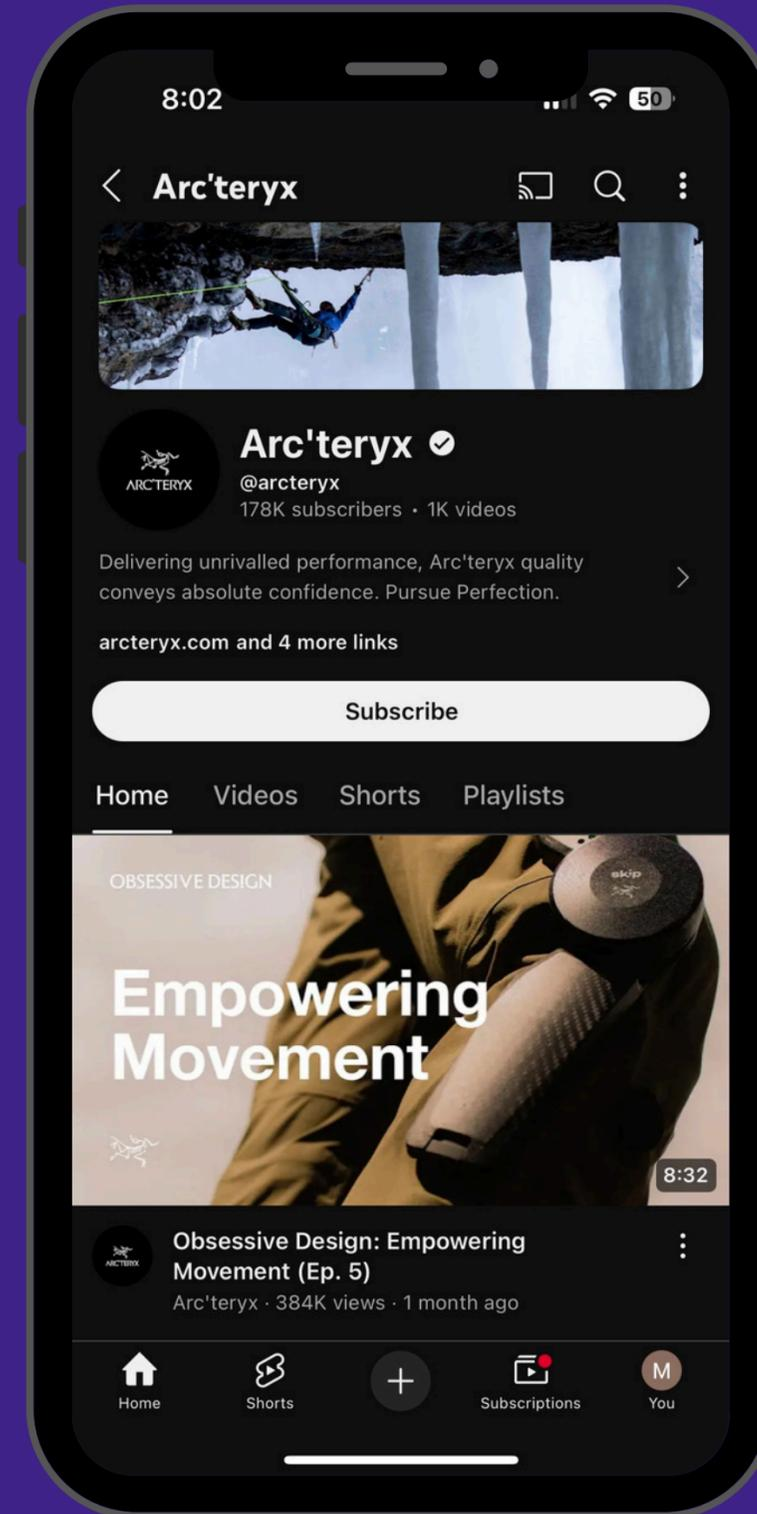 8:02
50
Arc'teryx
Arc'teryx
ARC'TERYX
@arcteryx
178K subscribers • 1K videos
Delivering unrivalled performance, Arc'teryx quality
conveys absolute confidence. Pursue Perfection.
arcteryx.com and 4 more links
Subscribe
Home Videos Shorts Playlists
OBSESSIVE DESIGN
skip
Empowering
Movement
8:32
ARC'TERYX
Obsessive Design: Empowering
Movement (Ep. 5)
Arc'teryx · 384K views · 1 month ago
M
Home Shorts Subscriptions You